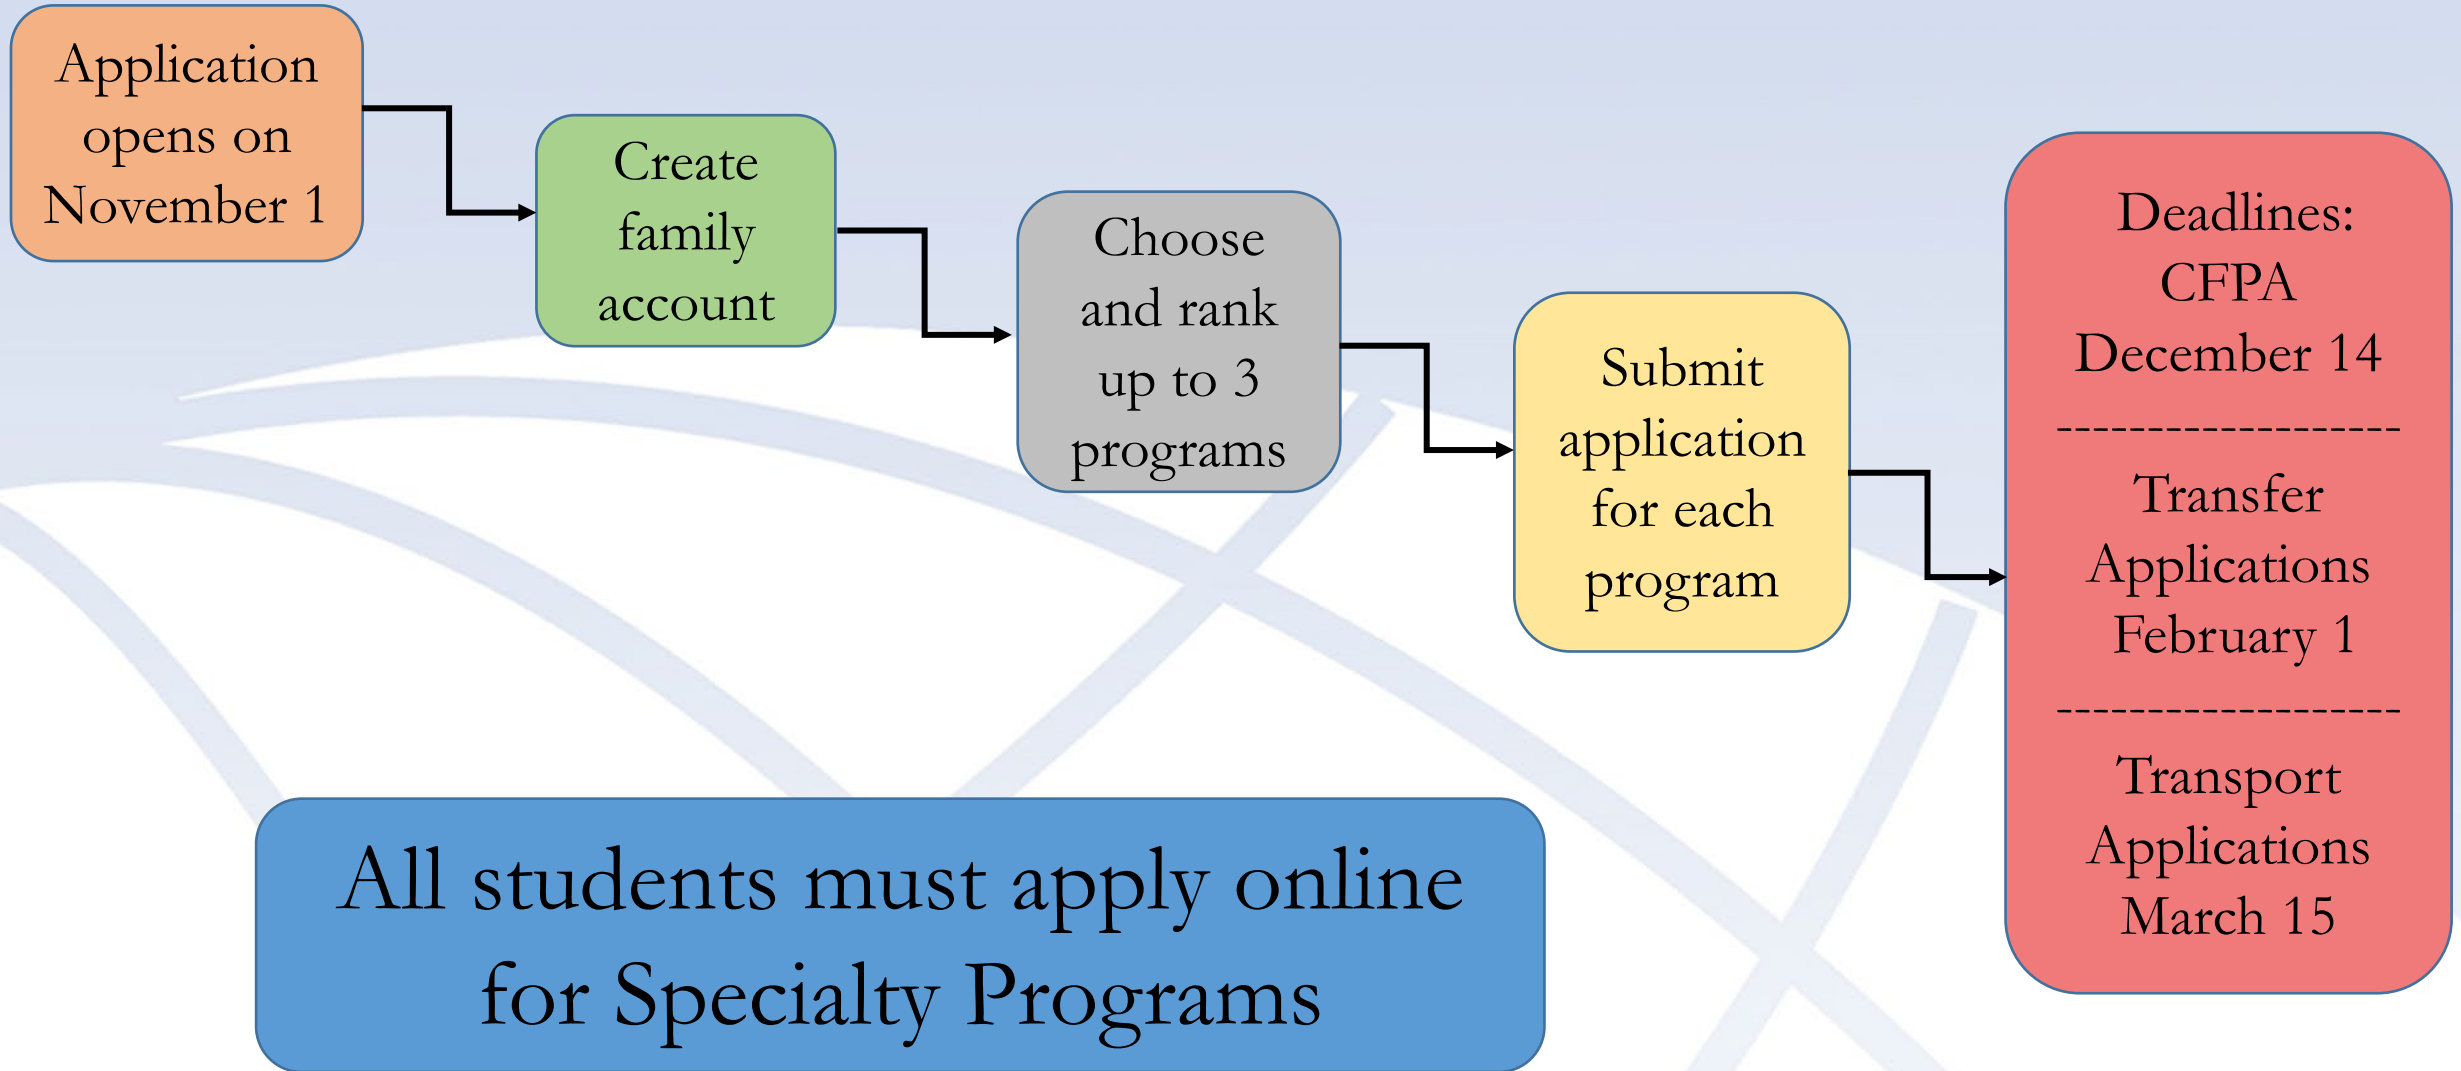 Application
opens on
November 1
Create
family
account
Choose
and rank
up to 3
programs
Submit
application
for each
program
Deadlines:
CFPA
December 14
-------------------
Transfer
Applications
February 1
-------------------
Transport
Applications
March 15
All students must apply online
for Specialty Programs